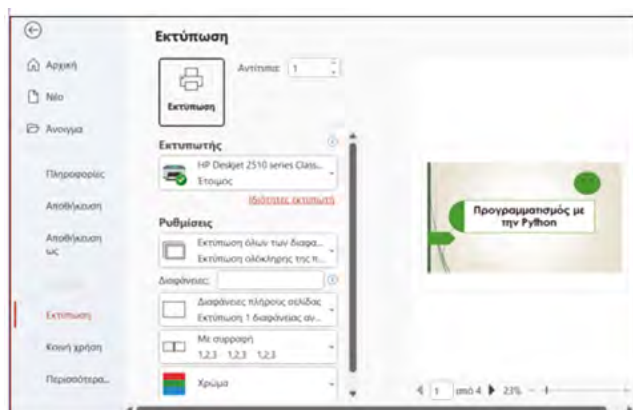 Εκτύπωση
Αρχική
Νέο
Άνοιγμα
Πληροφορίες
Αποθήκευση
Αποθήκευση
ως
Εκτύπωση
Κοινή χρήση
Περισσότερα...
Εκτύπωση
Αντίτυπα: 1
Εκτυπωτής
HP Deskjet 2510 series Class...
Έτοιμος
Ιδιότητες εκτυπωτή
Ρυθμίσεις
Εκτύπωση όλων των διαφα...
Εκτύπωση ολόκληρης της π...
Διαφάνειες:
Διαφάνειες πλήρους σελίδας
Εκτύπωση 1 διαφάνειας αν...
Με συρραφή
1,2,3 1,2,3 1,2,3
Χρώμα
Προγραμματισμός με
την Python
1 από 4 23%